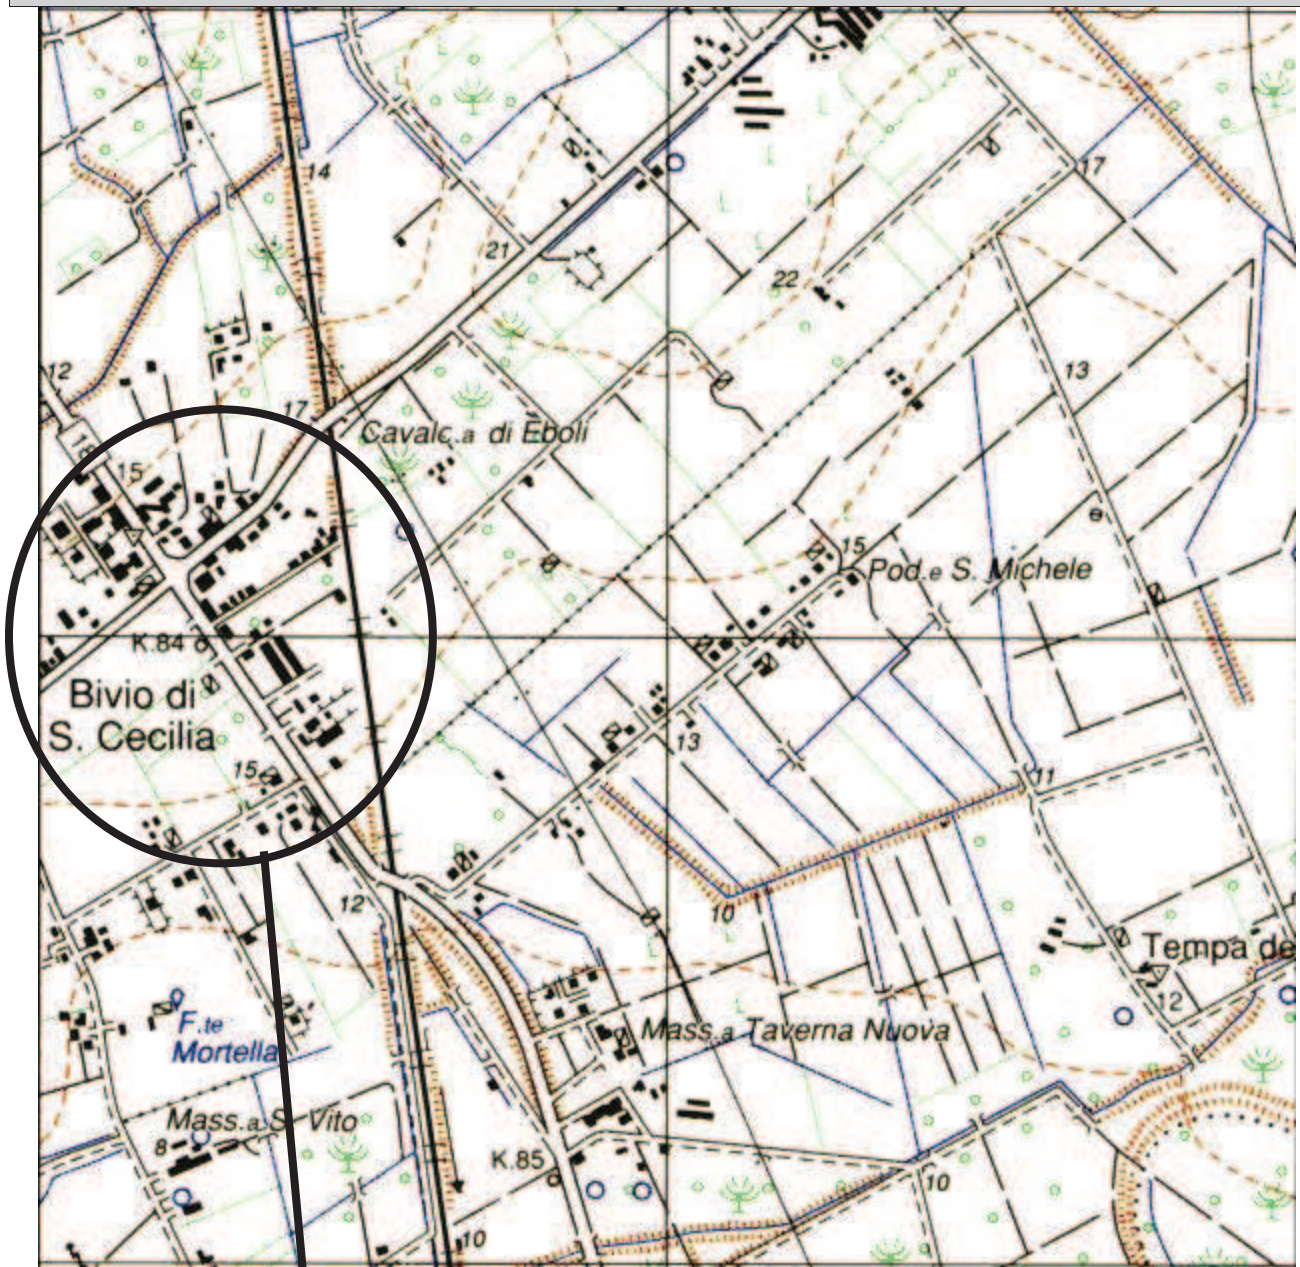 14
17
21
22
12
13
17
Cavalc.a di Eboli
15
15
Pod.e S. Michele
K.84
Bivio di
S. Cecilia
13
15
11
12
10
Tempa de
12
F.te
Mortella
Mass.a Taverna Nuova
Mass.a S. Vito
8
K.85
10
10